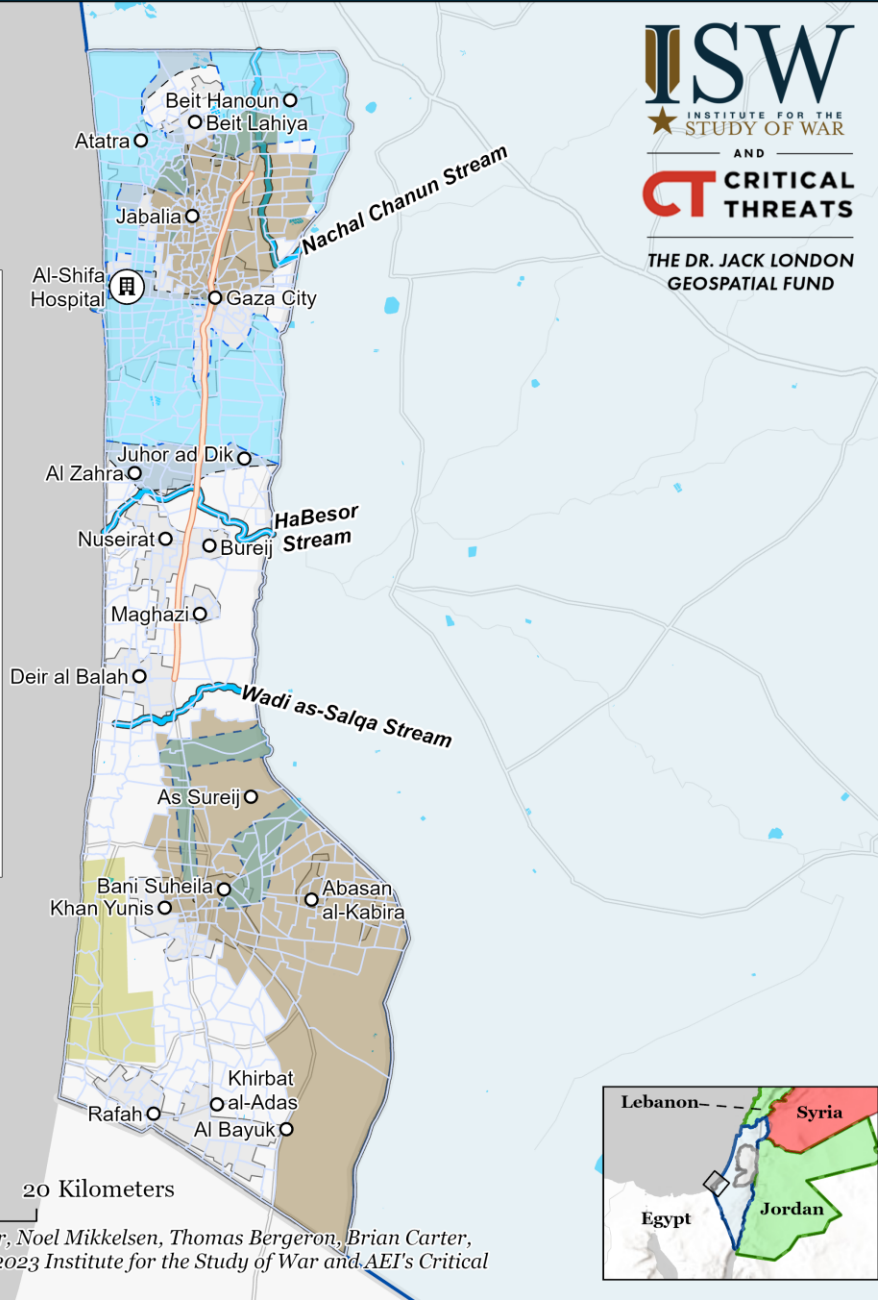 ISW
INSTITUTE FOR THE
STUDY OF WAR
AND
CT CRITICAL
THREATS
THE DR. JACK LONDON
GEOSPATIAL FUND
Beit Hanoun
Beit Lahiya
Atatra
Nachal Chanun Stream
Jabalia
Al-Shifa
Hospital
Gaza City
Juhor ad Dik
Al Zahra
HaBesor
Stream
Nuseirat
Bureij
Maghazi
Deir al Balah
Wadi as-Salqa Stream
As Sureij
Bani Suheila
Abasan
al-Kabira
Khan Yunis
Khirbat
al-Adas
Rafah
Al Bayuk
Lebanon
Syria
Jordan
Egypt
20 Kilometers
r, Noel Mikkelsen, Thomas Bergeron, Brian Carter,
2023 Institute for the Study of War and AEI's Critical